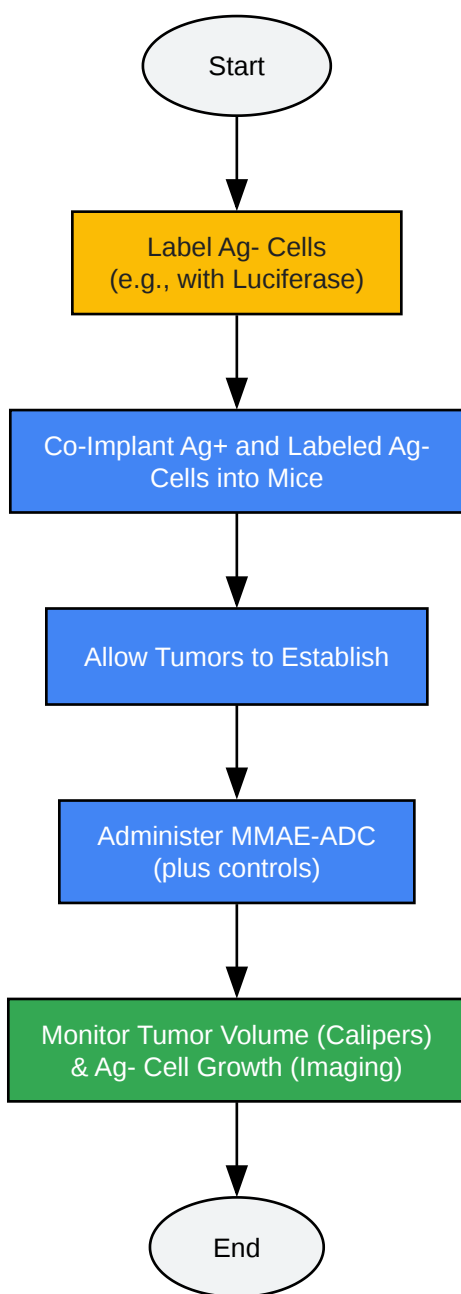 Start
Label Ag- Cells
(e.g., with Luciferase)
Co-Implant Ag+ and Labeled Ag-
Cells into Mice
Allow Tumors to Establish
Administer MMAE-ADC
(plus controls)
Monitor Tumor Volume (Calipers)
& Ag- Cell Growth (Imaging)
End